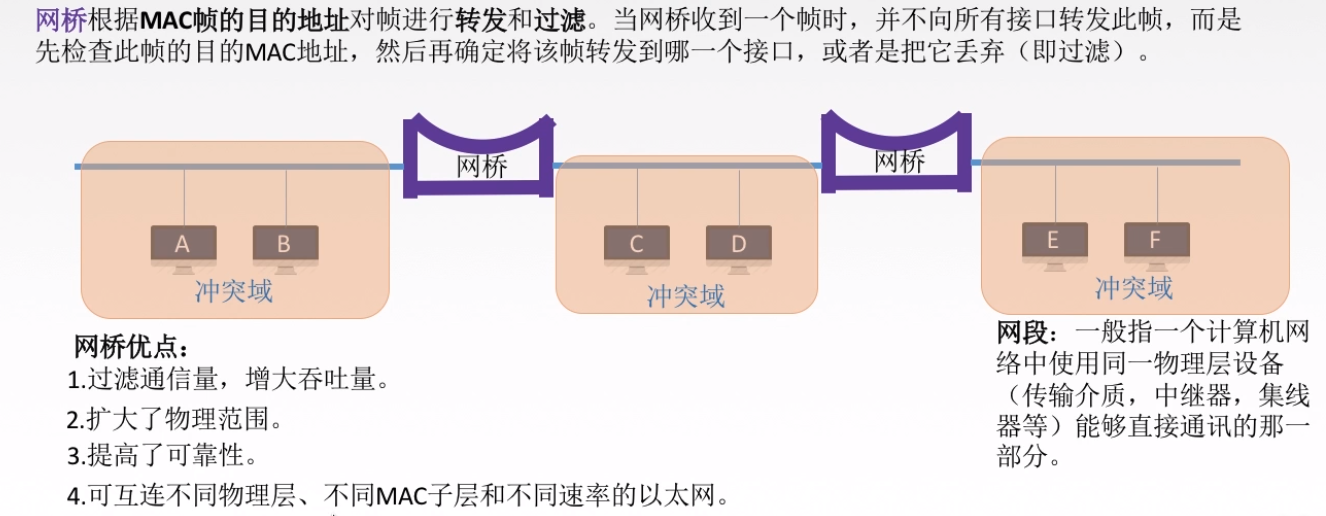 网桥根据MAC帧的目的地址对帧进行转发和过滤。当网桥收到一个帧时，并不向所有接口转发此帧，而是
先检查此帧的目的MAC地址，然后再确定将该帧转发到哪一个接口，或者是把它丢弃（即过滤）。
网桥
网桥
A
B
C
D
E
F
冲突域
冲突域
冲突域
网桥优点：
1.过滤通信量，增大吞吐量。
2.扩大了物理范围。
3.提高了可靠性。
4.可互连不同物理层、不同MAC子层和不同速率的以太网。
网段：一般指一个计算机网
络中使用同一物理层设备
（传输介质，中继器，集线
器等）能够直接通讯的那一
部分。